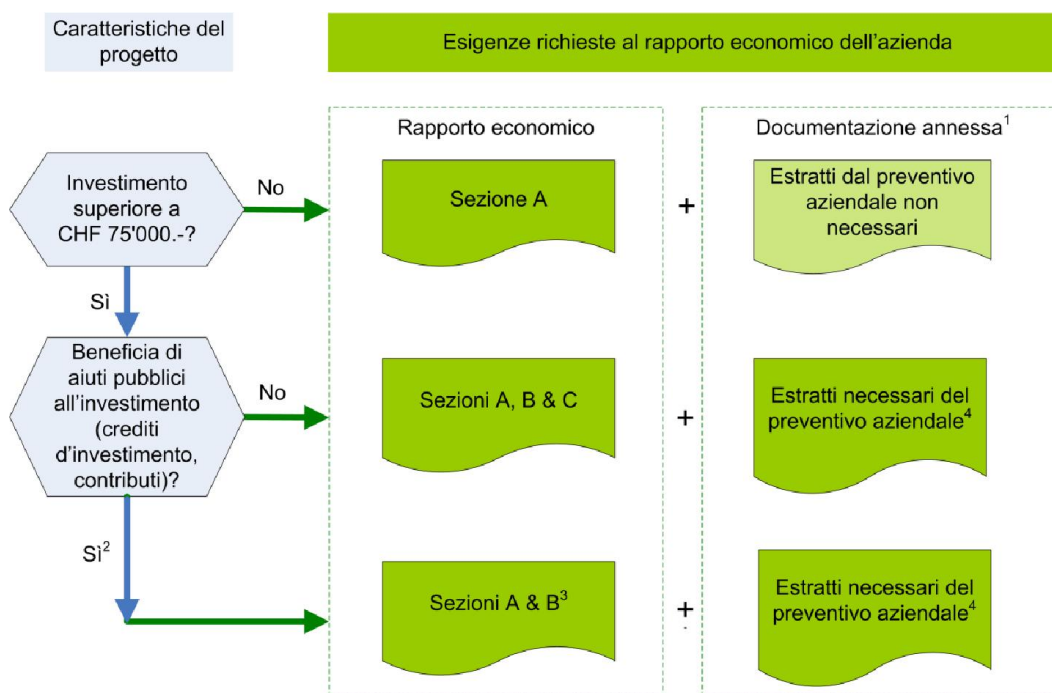 Caratteristiche del
progetto
Esigenze richieste al rapporto economico dell'azienda
Rapporto economico
Documentazione annessa¹
Investimento
superiore a
CHF 75'000.-?
No
Sezione A
+
Estratti dal preventivo
aziendale non
necessari
Sì
Beneficia di
aiuti pubblici
all'investimento
(crediti
d'investimento,
contributi)?
No
Sezioni A, B & C
+
Estratti necessari del
preventivo aziendale⁴
Sì²
Sezioni A & B³
+
Estratti necessari del
preventivo aziendale⁴